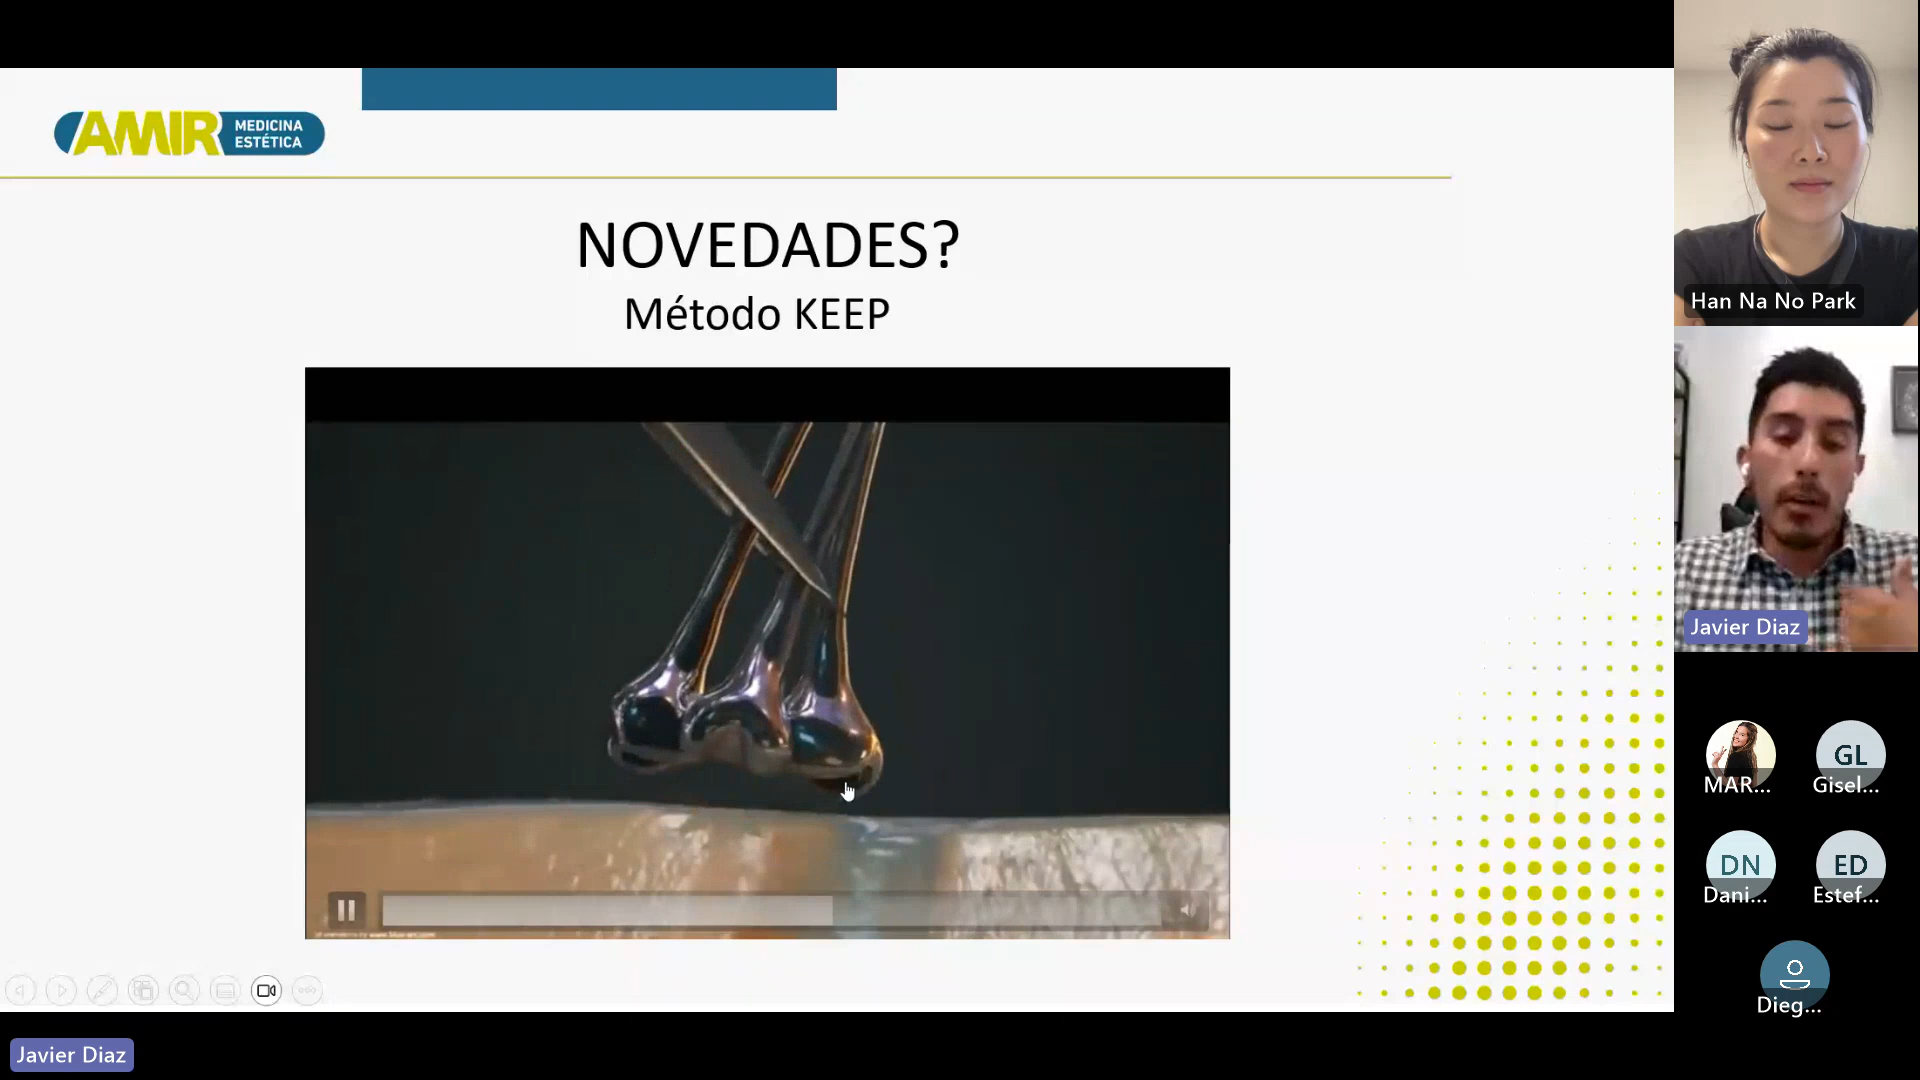 AMIR MEDICINA
ESTÉTICA
NOVEDADES?
Método KEEP
Han Na No Park
Javier Diaz
MAR...
GL
Gisel...
DN
Dani...
ED
Estef...
Dieg...
Javier Diaz